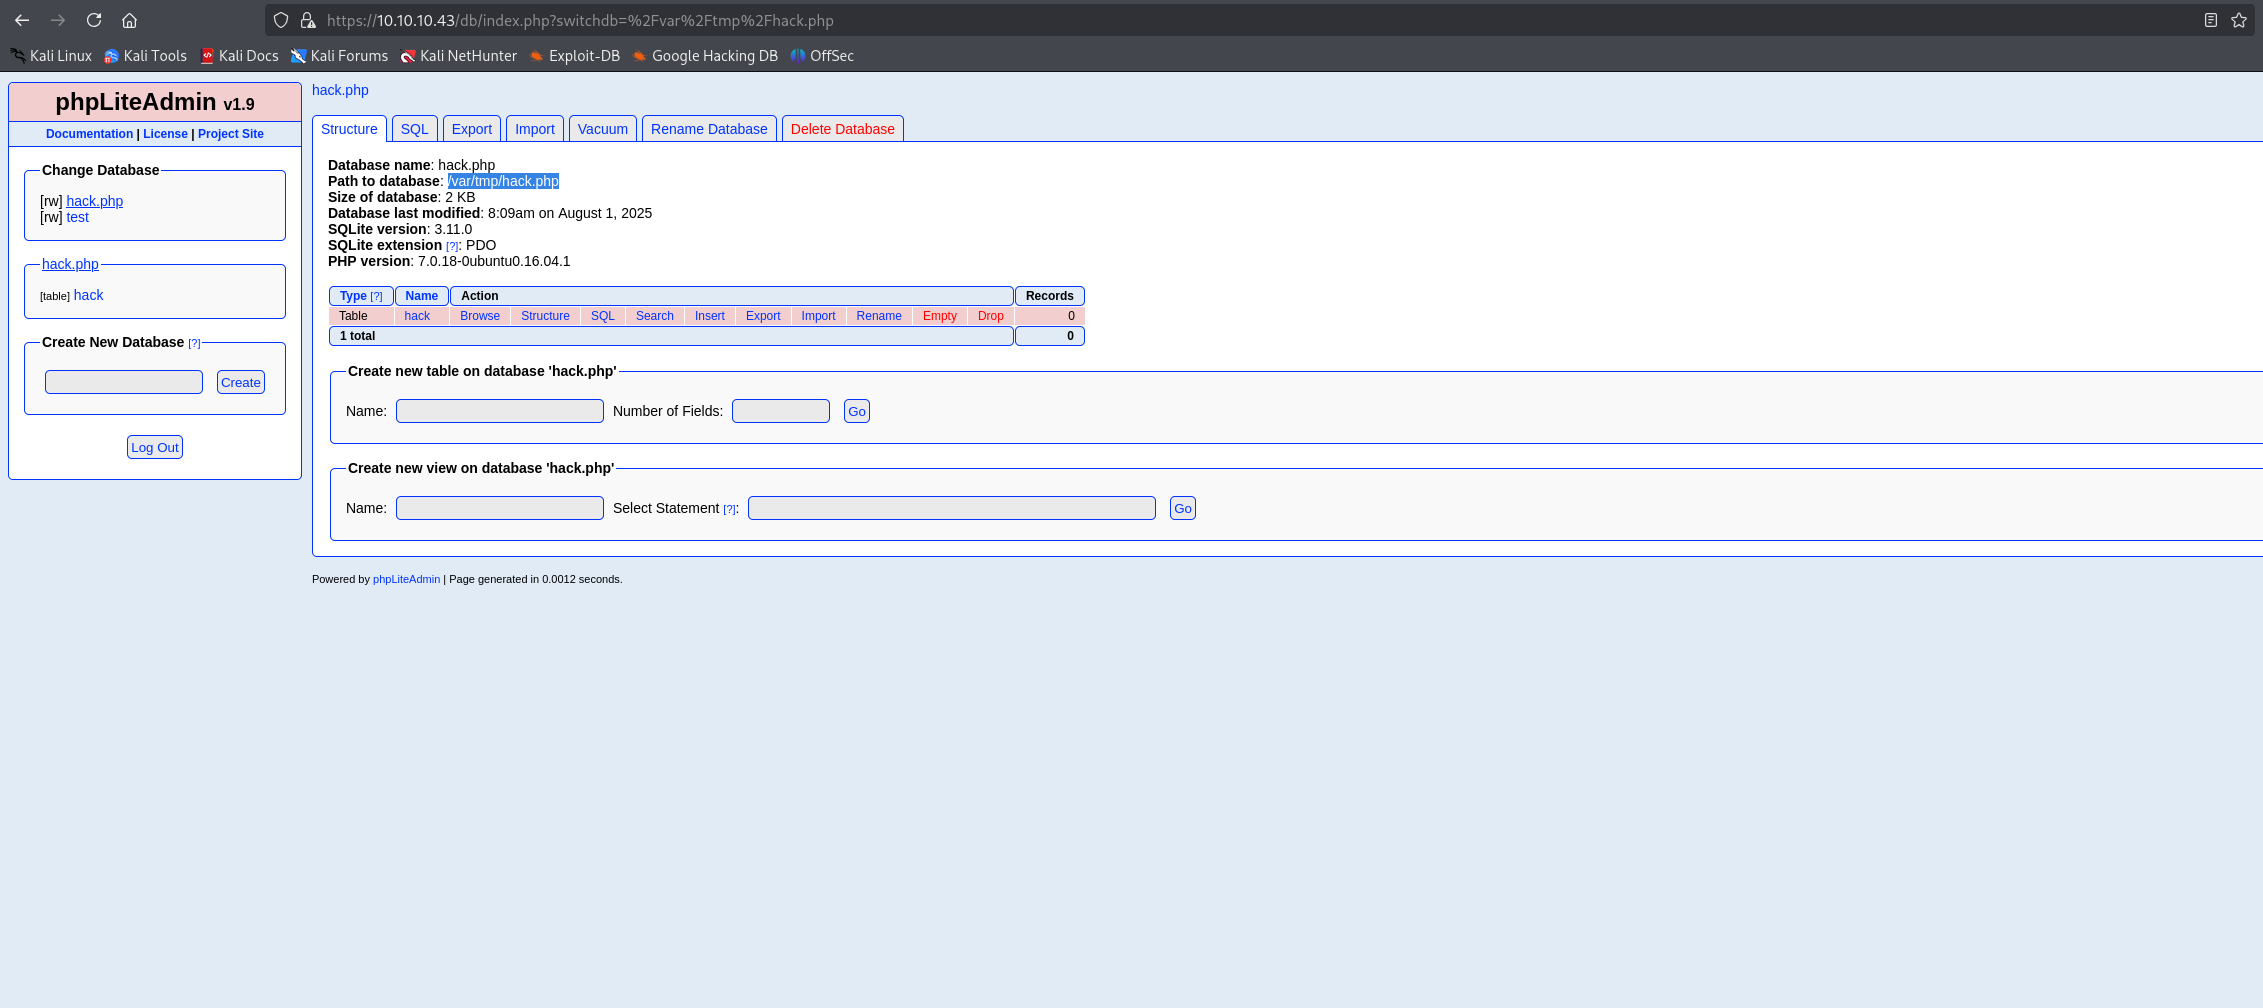 https://10.10.10.43/db/index.php?switchdb=%2Fvar%2Ftmp%2Fhack.php
Kali Linux Kali Tools Kali Docs Kali Forums Kali NetHunter Exploit-DB Google Hacking DB OffSec
phpLiteAdmin v1.9
Documentation | License | Project Site
Change Database
[rw] hack.php
[rw] test
hack.php
[table] hack
Create New Database [?]
Create
Log Out
hack.php
Structure SQL Export Import Vacuum Rename Database Delete Database
Database name: hack.php
Path to database: /var/tmp/hack.php
Size of database: 2 KB
Database last modified: 8:09am on August 1, 2025
SQLite version: 3.11.0
SQLite extension [?]: PDO
PHP version: 7.0.18-0ubuntu0.16.04.1
Type [?] Name Action Records
Table hack Browse Structure SQL Search Insert Export Import Rename Empty Drop 0
1 total 0
Create new table on database 'hack.php'
Name: Number of Fields: Go
Create new view on database 'hack.php'
Name: Select Statement [?]: Go
Powered by phpLiteAdmin | Page generated in 0.0012 seconds.